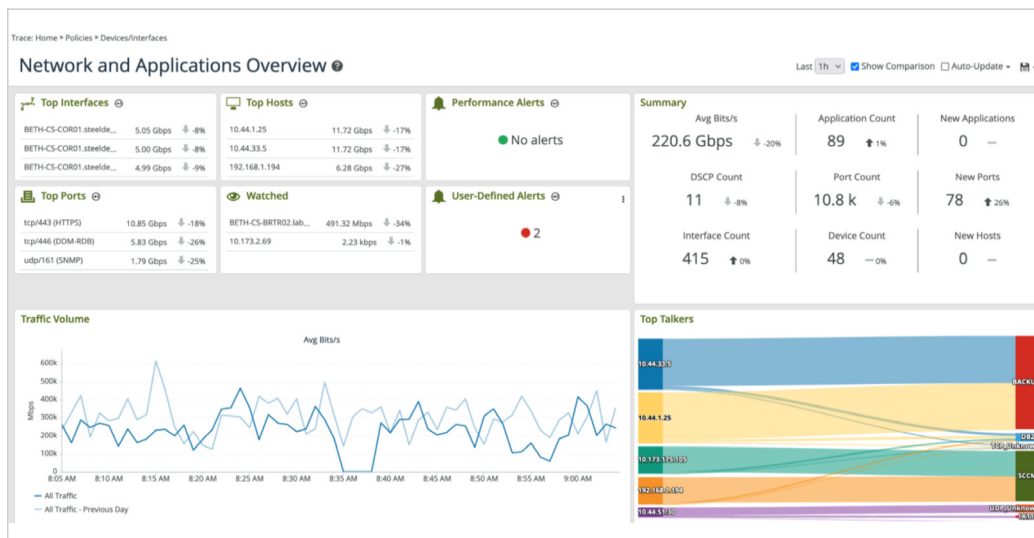 Trace: Home » Policies » Devices/Interfaces
Network and Applications Overview
Last 1h Show Comparison Auto-Update
Top Interfaces
BETH-CS-COR01.steelde... 5.05 Gbps -8%
BETH-CS-COR01.steelde... 5.00 Gbps -8%
BETH-CS-COR01.steelde... 4.99 Gbps -9%
Top Hosts
10.44.1.25 11.72 Gbps -17%
10.44.33.5 11.72 Gbps -17%
192.168.1.194 6.28 Gbps -27%
Performance Alerts
No alerts
Top Ports
tcp/443 (HTTPS) 10.85 Gbps -18%
tcp/446 (DDM-RDB) 5.83 Gbps -26%
udp/161 (SNMP) 1.79 Gbps -25%
Watched
BETH-CS-BRTR02.lab... 491.32 Mbps -34%
10.173.2.69 2.23 kbps -1%
User-Defined Alerts
2
Summary
Avg Bits/s Application Count New Applications
220.6 Gbps -20% 89 1% 0 —
DSCP Count Port Count New Ports
11 -8% 10.8 k -6% 78 26%
Interface Count Device Count New Hosts
415 0% 48 — 0% 0 —
Traffic Volume
Avg Bits/s
Mbps
600k
500k
400k
300k
200k
100k
0
8:05 AM 8:10 AM 8:15 AM 8:20 AM 8:25 AM 8:30 AM 8:35 AM 8:40 AM 8:45 AM 8:50 AM 8:55 AM 9:00 AM
All Traffic
All Traffic - Previous Day
Top Talkers
10.44.33.5
BACKU
10.44.1.25
DB2
TCP_Unknow
10.173.175.105
SCCM
192.168.1.194
UDP_Unknow